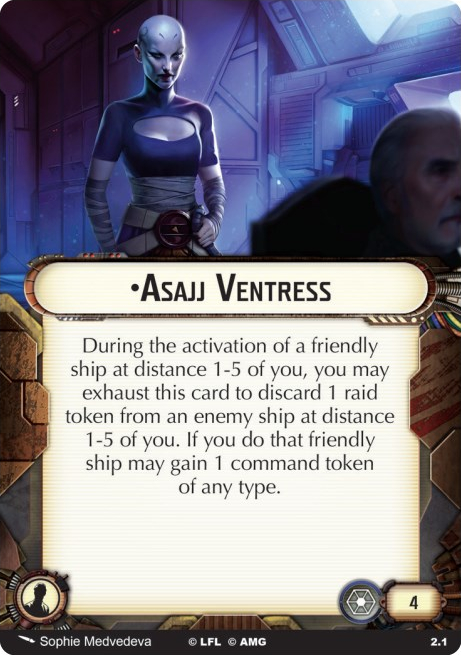 •Asajj Ventress
During the activation of a friendly
ship at distance 1-5 of you, you may
exhaust this card to discard 1 raid
token from an enemy ship at distance
1-5 of you. If you do that friendly
ship may gain 1 command token
of any type.
4
Sophie Medvedeva © LFL © AMG 2.1